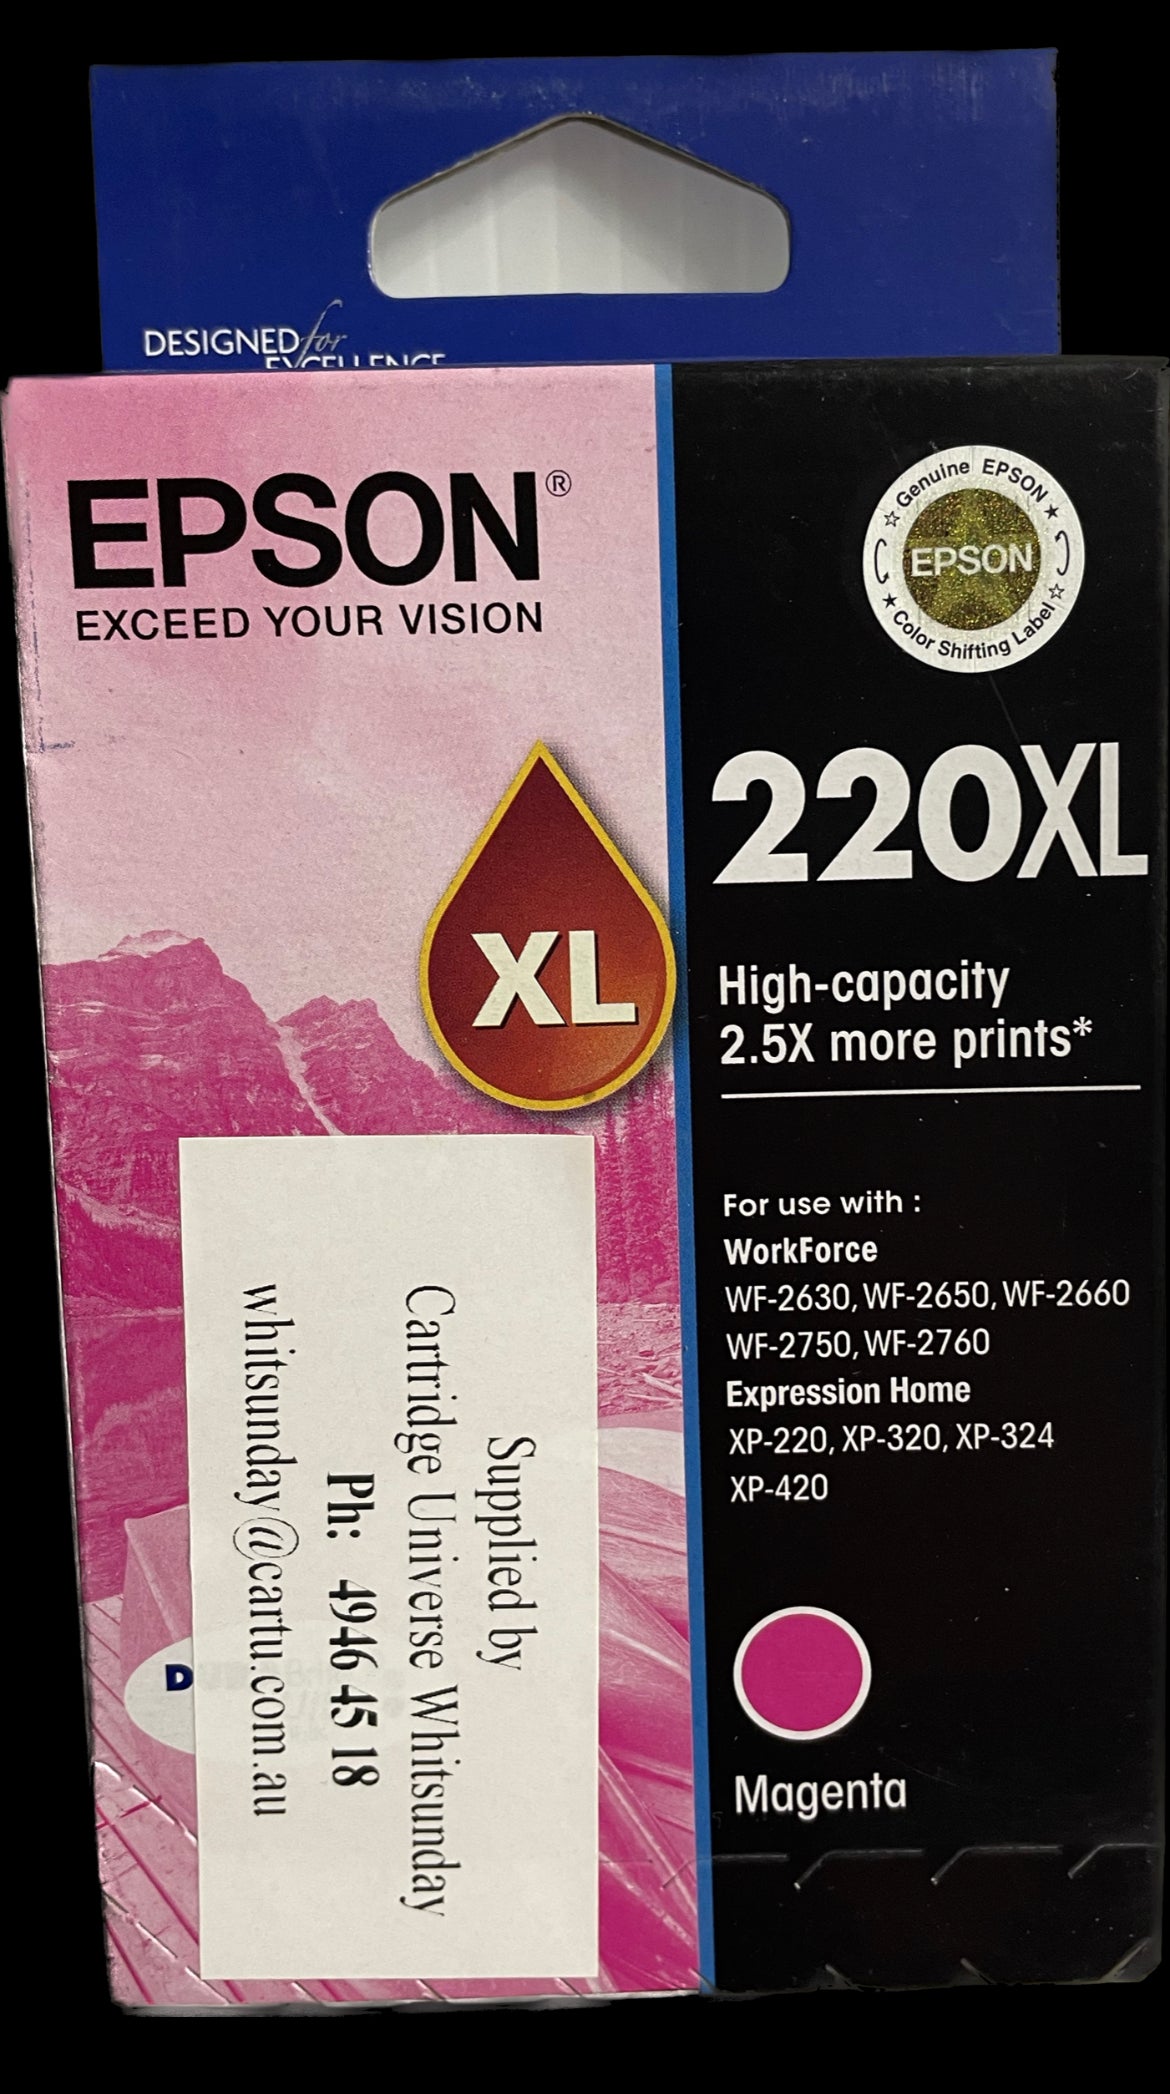 DESIGNED for
EXCELLENCE
EPSON®
EXCEED YOUR VISION
☆ Genuine EPSON ★
EPSON
★ Color Shifting Label ☆
220XL
XL
High-capacity
2.5X more prints*
For use with :
WorkForce
WF-2630, WF-2650, WF-2660
WF-2750, WF-2760
Expression Home
XP-220, XP-320, XP-324
XP-420
Magenta
Supplied by
Cartridge Universe Whitsunday
Ph: 4946 45 18
whitsunday@cartu.com.au
D